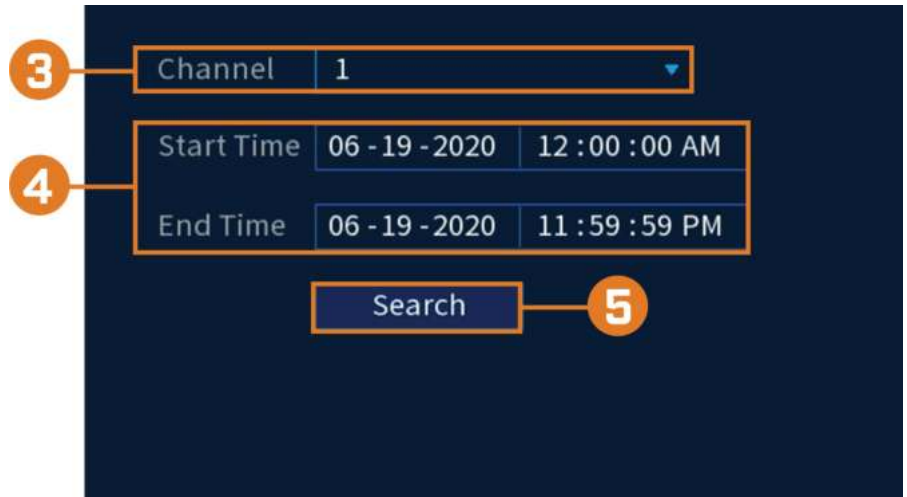 3 Channel 1
4
Start Time 06 - 19 - 2020 12 : 00 : 00 AM
End Time 06 - 19 - 2020 11 : 59 : 59 PM
Search 5